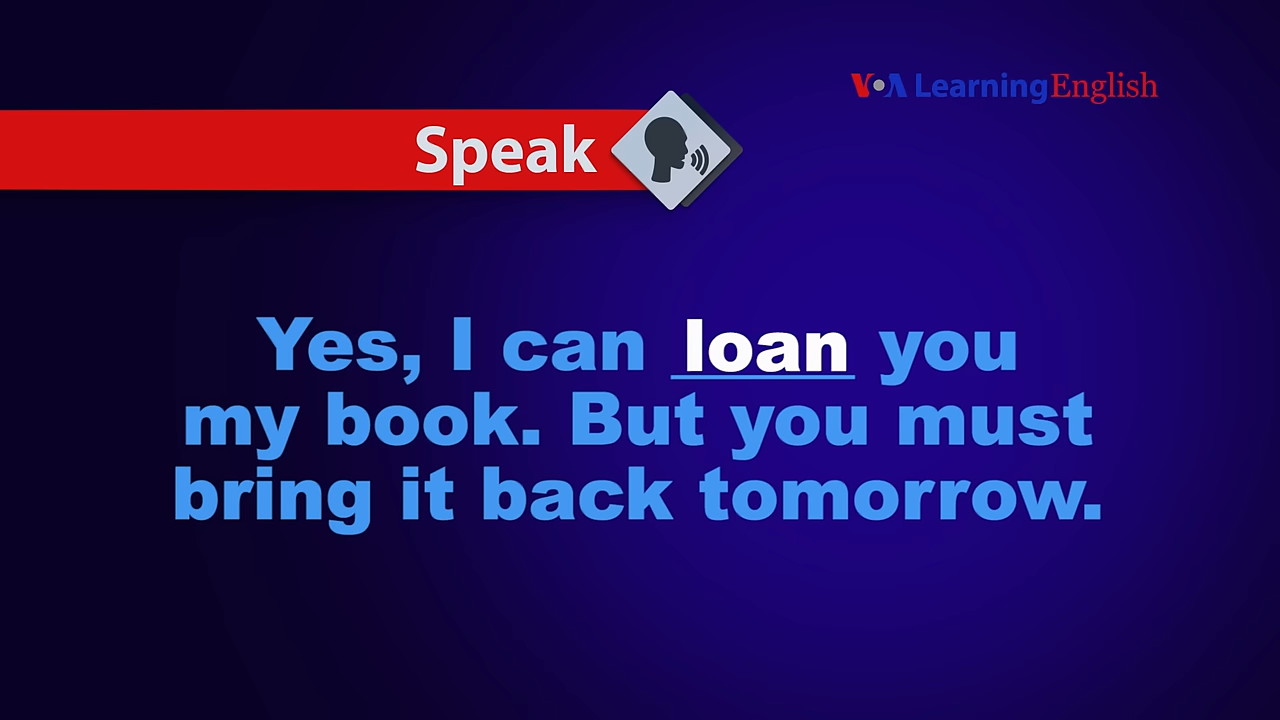 VOA Learning English
Speak
Yes, I can loan you
my book. But you must
bring it back tomorrow.